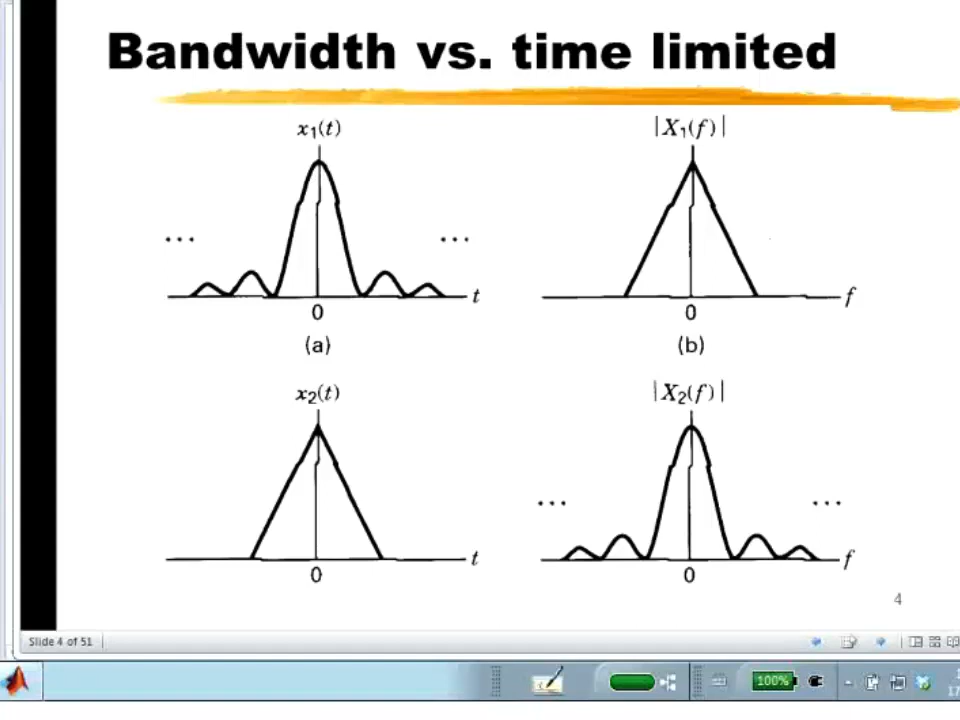 Bandwidth vs. time limited
x₁(t) |X₁(f)|
... ... t f
0 0
(a) (b)
x₂(t) |X₂(f)|
... ... t f
0 0
4
Slide 4 of 51
100%